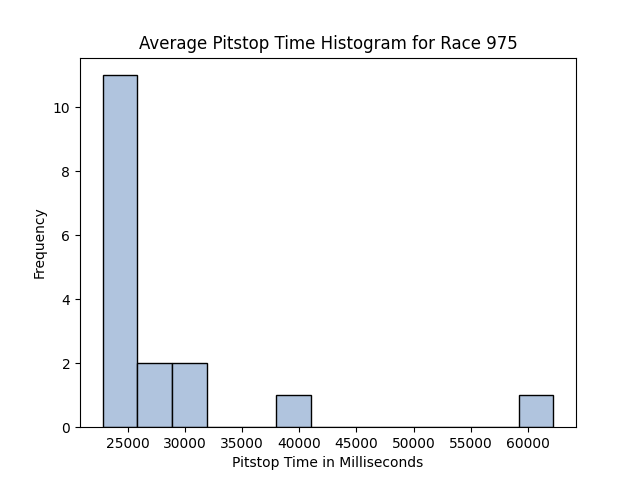 Average Pitstop Time Histogram for Race 975
10
8
6
4
2
0
Frequency
25000 30000 35000 40000 45000 50000 55000 60000
Pitstop Time in Milliseconds